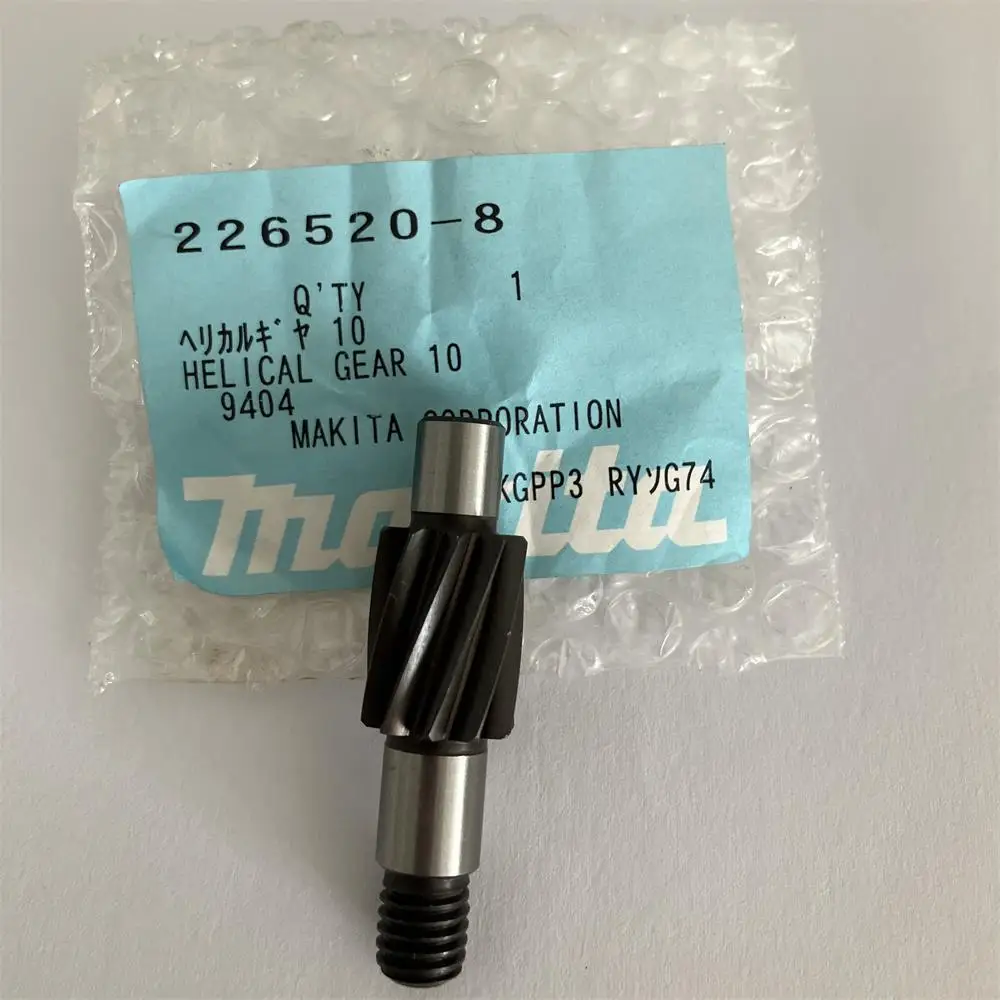 226520-8
Q'TY 1
ﾍﾘｶﾙｷﾞﾔ 10
HELICAL GEAR 10
9404
MAKITA CORPORATION
KGPP3 RYｿG74
makita